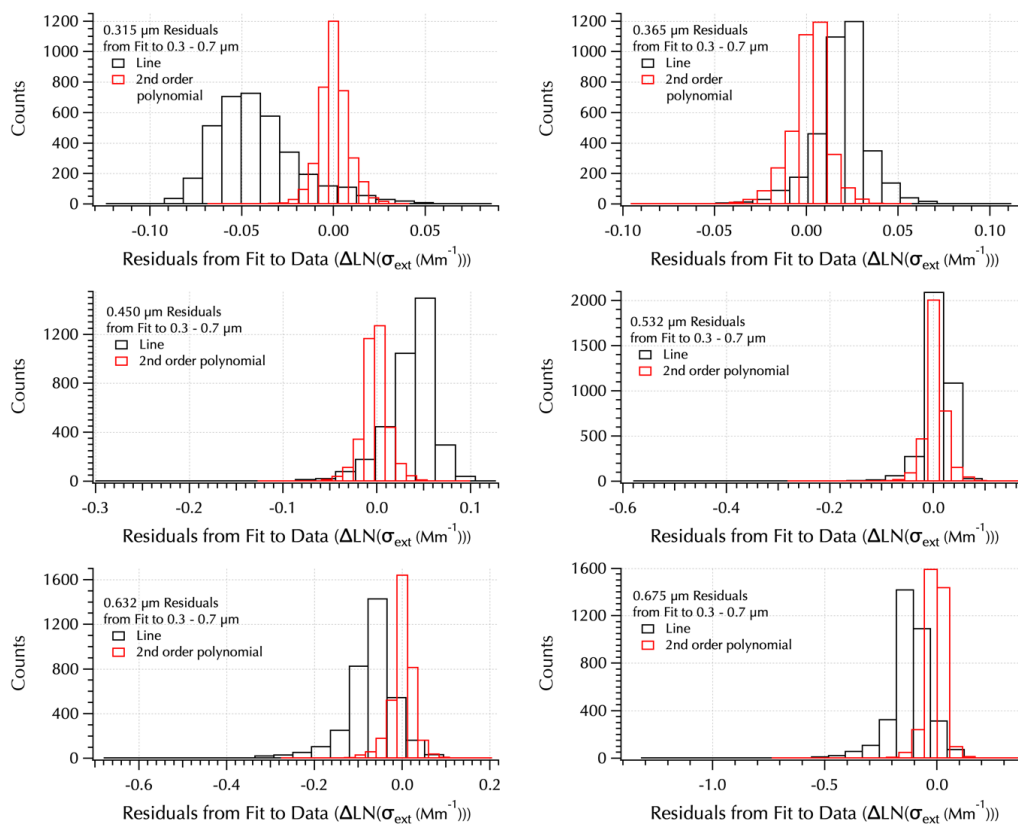 1200
1000
800
600
400
200
0
Counts
0.315 µm Residuals
from Fit to 0.3 - 0.7 µm
Line
2nd order
polynomial
-0.10
-0.05
0.00
0.05
Residuals from Fit to Data (ΔLN(σext (Mm-1)))
1200
1000
800
600
400
200
0
Counts
0.365 µm Residuals
from Fit to 0.3 - 0.7 µm
Line
2nd order
polynomial
-0.10
-0.05
0.00
0.05
0.10
Residuals from Fit to Data (ΔLN(σext (Mm-1)))
1200
800
400
0
Counts
0.450 µm Residuals
from Fit to 0.3 - 0.7 µm
Line
2nd order polynomial
-0.3
-0.2
-0.1
0.0
0.1
Residuals from Fit to Data (ΔLN(σext (Mm-1)))
2000
1500
1000
500
0
Counts
0.532 µm Residuals
from Fit to 0.3 - 0.7 µm
Line
2nd order polynomial
-0.6
-0.4
-0.2
0.0
Residuals from Fit to Data (ΔLN(σext (Mm-1)))
1600
1200
800
400
0
Counts
0.632 µm Residuals
from Fit to 0.3 - 0.7 µm
Line
2nd order polynomial
-0.6
-0.4
-0.2
0.0
0.2
Residuals from Fit to Data (ΔLN(σext (Mm-1)))
1600
1200
800
400
0
Counts
0.675 µm Residuals
from Fit to 0.3 - 0.7 µm
Line
2nd order polynomial
-1.0
-0.5
0.0
Residuals from Fit to Data (ΔLN(σext (Mm-1)))